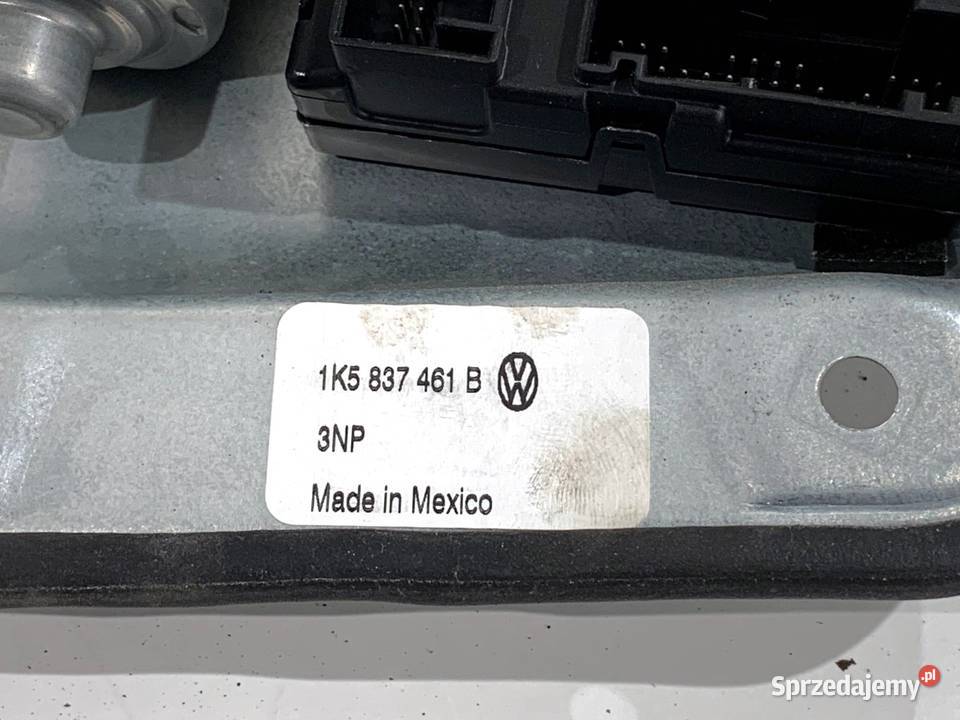 1K5 837 461 B
3NP
Made in Mexico
Sprzedajemy.pl